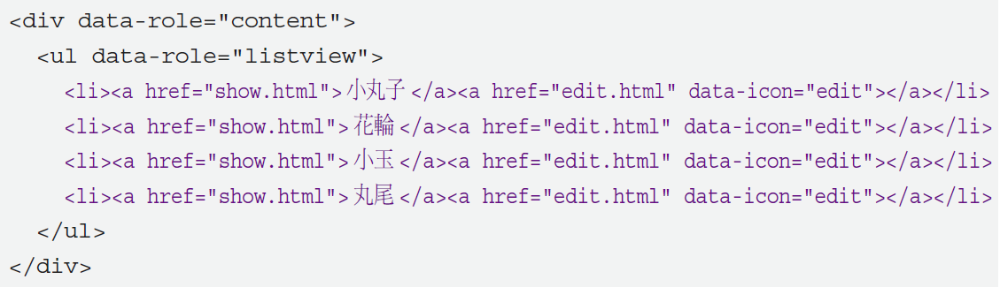 <div data-role="content">
  <ul data-role="listview">
    <li><a href="show.html">小丸子</a><a href="edit.html" data-icon="edit"></a></li>
    <li><a href="show.html">花輪</a><a href="edit.html" data-icon="edit"></a></li>
    <li><a href="show.html">小玉</a><a href="edit.html" data-icon="edit"></a></li>
    <li><a href="show.html">丸尾</a><a href="edit.html" data-icon="edit"></a></li>
  </ul>
</div>